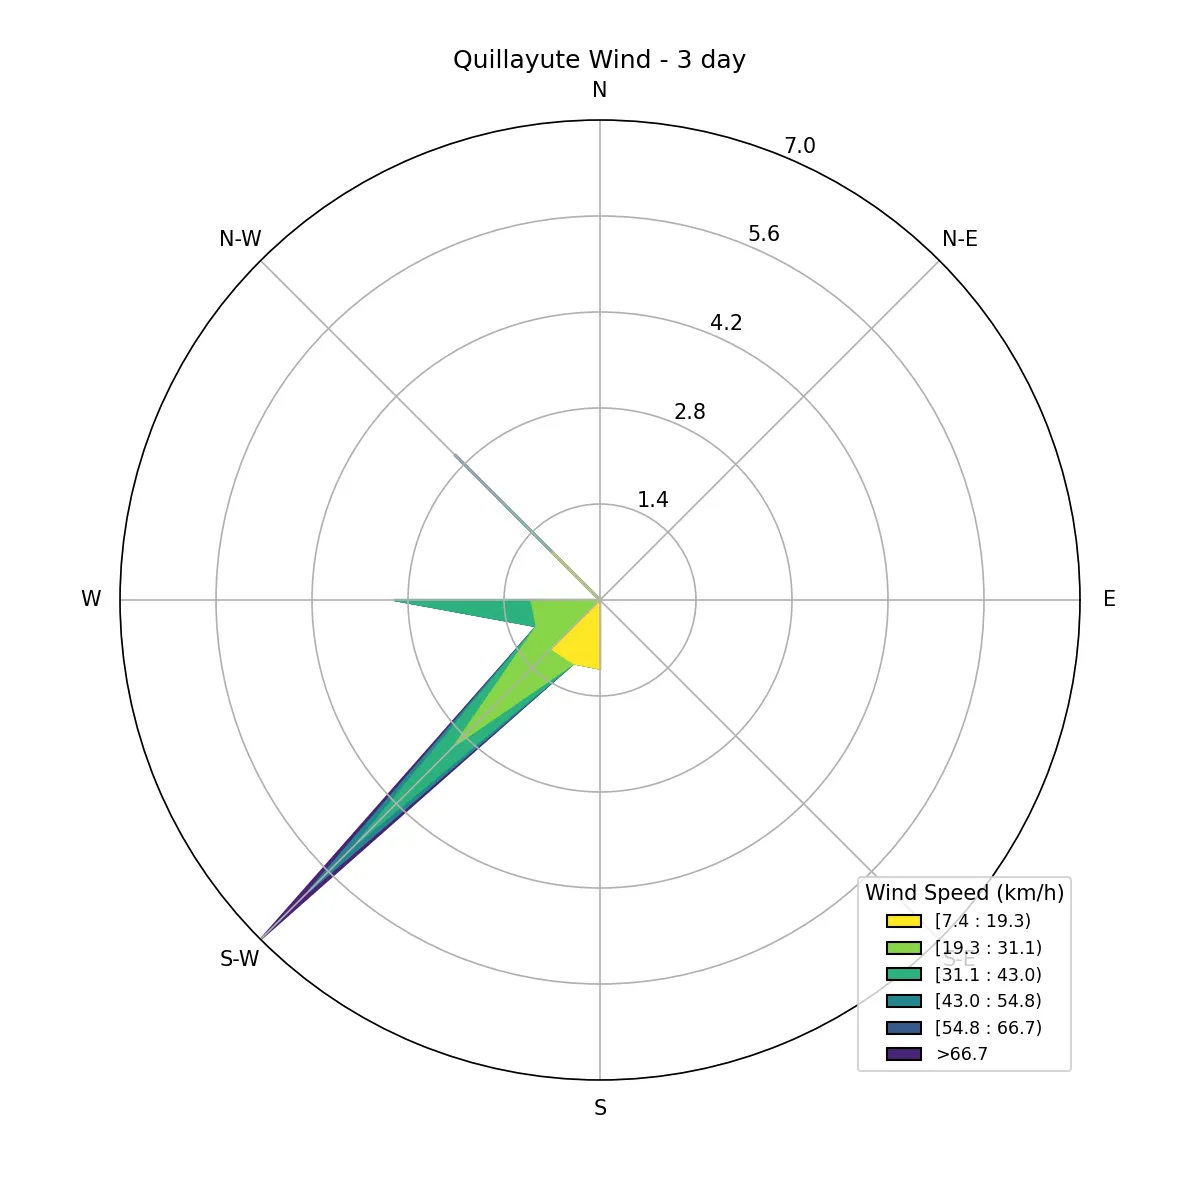 Quillayute Wind - 3 day
N
7.0
N-W
5.6
N-E
4.2
2.8
1.4
W
E
S-W
S-E
S
Wind Speed (km/h)
[7.4 : 19.3)
[19.3 : 31.1)
[31.1 : 43.0)
[43.0 : 54.8)
[54.8 : 66.7)
>66.7